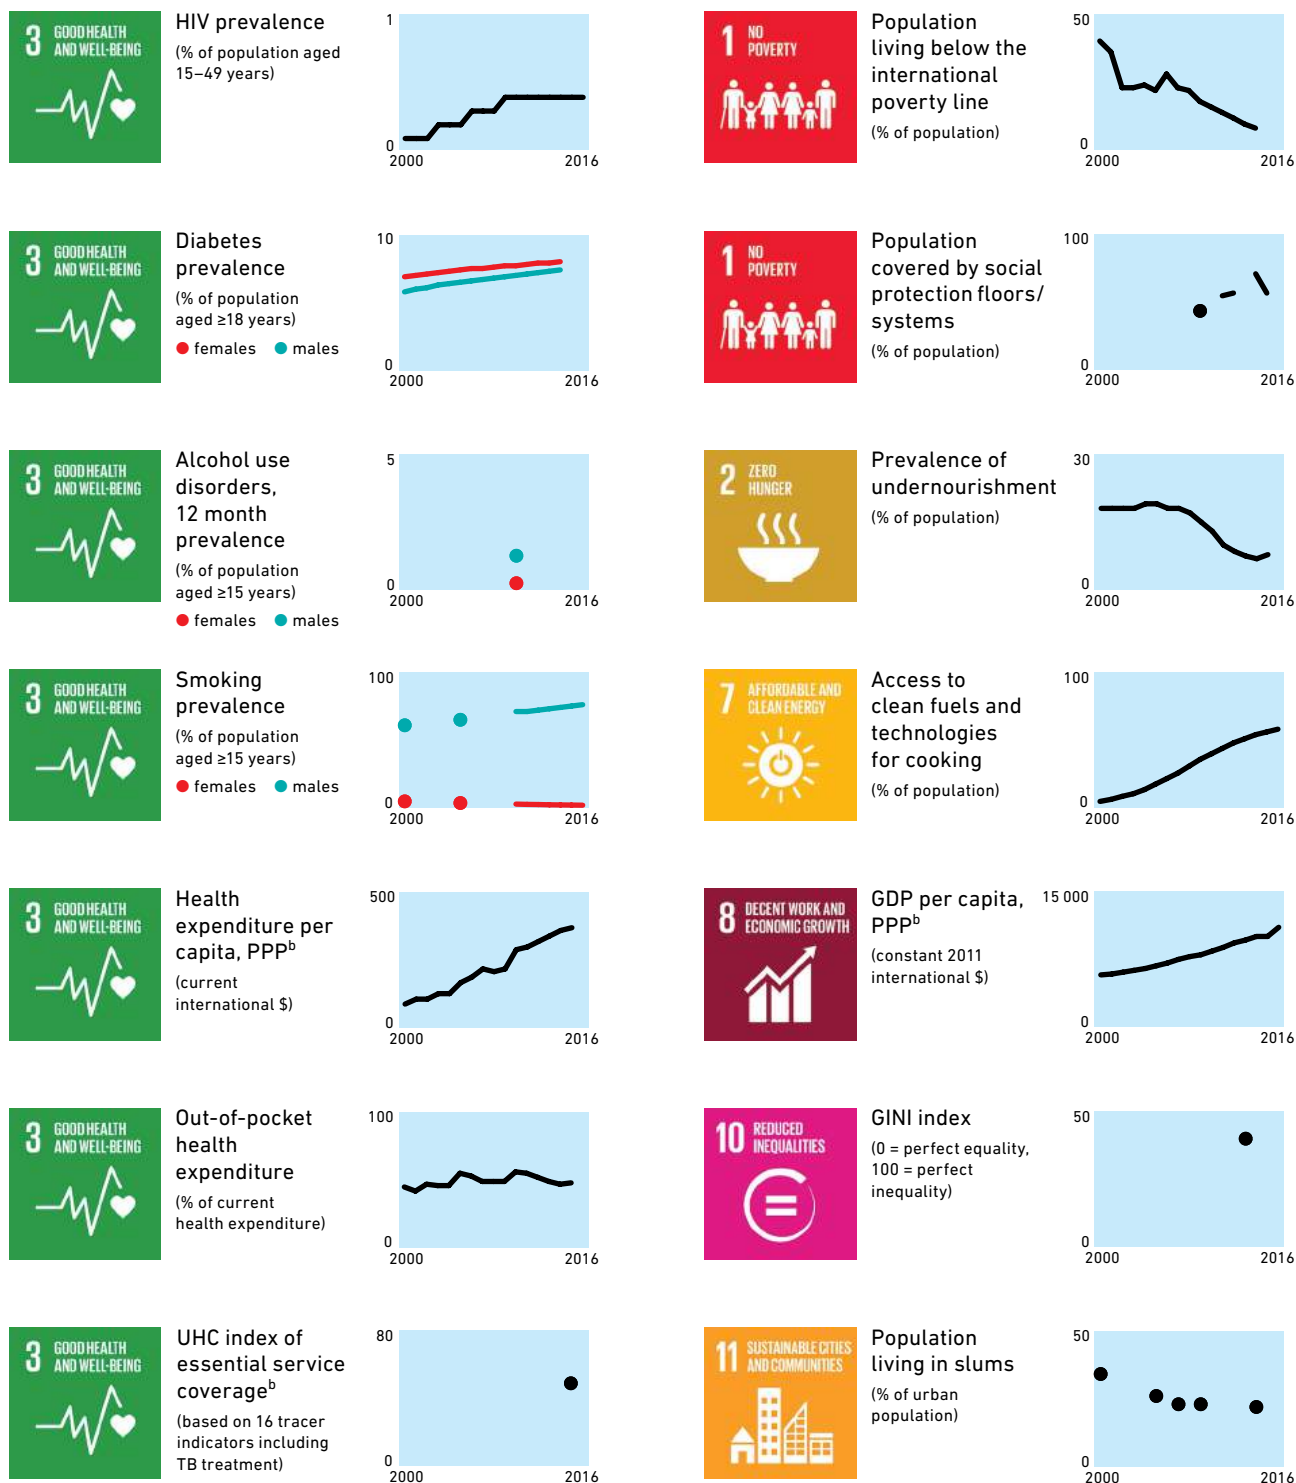 3 GOOD HEALTH
AND WELL-BEING
HIV prevalence
(% of population aged
15–49 years)
1
0
2000 2016
3 GOOD HEALTH
AND WELL-BEING
Diabetes
prevalence
(% of population
aged ≥18 years)
females males
10
0
2000 2016
3 GOOD HEALTH
AND WELL-BEING
Alcohol use
disorders,
12 month
prevalence
(% of population
aged ≥15 years)
females males
5
0
2000 2016
3 GOOD HEALTH
AND WELL-BEING
Smoking
prevalence
(% of population
aged ≥15 years)
females males
100
0
2000 2016
3 GOOD HEALTH
AND WELL-BEING
Health
expenditure per
capita, PPPᵇ
(current
international $)
500
0
2000 2016
3 GOOD HEALTH
AND WELL-BEING
Out-of-pocket
health
expenditure
(% of current
health expenditure)
100
0
2000 2016
3 GOOD HEALTH
AND WELL-BEING
UHC index of
essential service
coverageᵇ
(based on 16 tracer
indicators including
TB treatment)
80
0
2000 2016
1 NO
POVERTY
Population
living below the
international
poverty line
(% of population)
50
0
2000 2016
1 NO
POVERTY
Population
covered by social
protection floors/
systems
(% of population)
100
0
2000 2016
2 ZERO
HUNGER
Prevalence of
undernourishment
(% of population)
30
0
2000 2016
7 AFFORDABLE AND
CLEAN ENERGY
Access to
clean fuels and
technologies
for cooking
(% of population)
100
0
2000 2016
8 DECENT WORK AND
ECONOMIC GROWTH
GDP per capita,
PPPᵇ
(constant 2011
international $)
15 000
0
2000 2016
10 REDUCED
INEQUALITIES
GINI index
(0 = perfect equality,
100 = perfect
inequality)
50
0
2000 2016
11 SUSTAINABLE CITIES
AND COMMUNITIES
Population
living in slums
(% of urban
population)
50
0
2000 2016